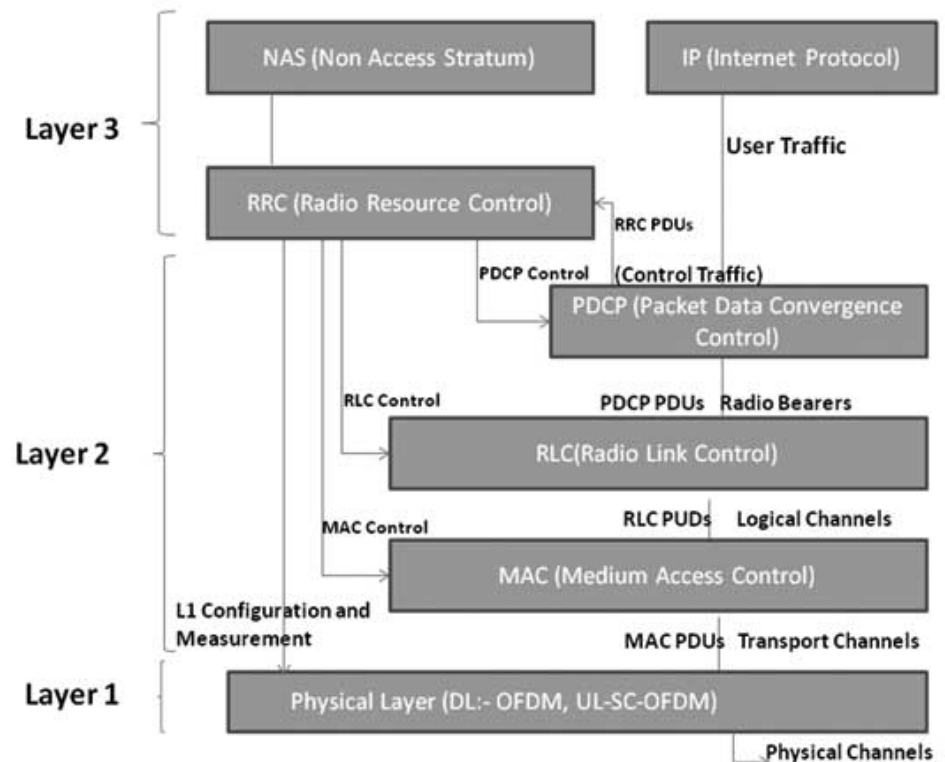 NAS (Non Access Stratum)
IP (Internet Protocol)
Layer 3
User Traffic
RRC (Radio Resource Control)
RRC PDUs
PDCP Control
(Control Traffic)
PDCP (Packet Data Convergence
Control)
RLC Control
PDCP PDUs Radio Bearers
Layer 2
RLC(Radio Link Control)
MAC Control
RLC PUDs Logical Channels
MAC (Medium Access Control)
L1 Configuration and
Measurement
MAC PDUs Transport Channels
Layer 1
Physical Layer (DL:- OFDM, UL-SC-OFDM)
Physical Channels